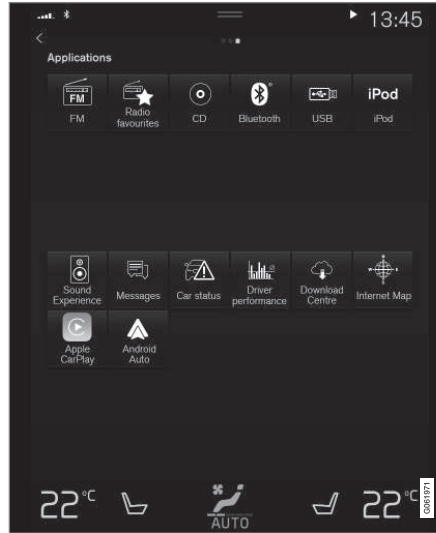 13:45
Applications
FM
FM
Radio
favourites
CD
Bluetooth
USB
iPod
iPod
Sound
Experience
Messages
Car status
Driver
performance
Download
Centre
Internet Map
Apple
CarPlay
Android
Auto
22°C
AUTO
22°C
G061971